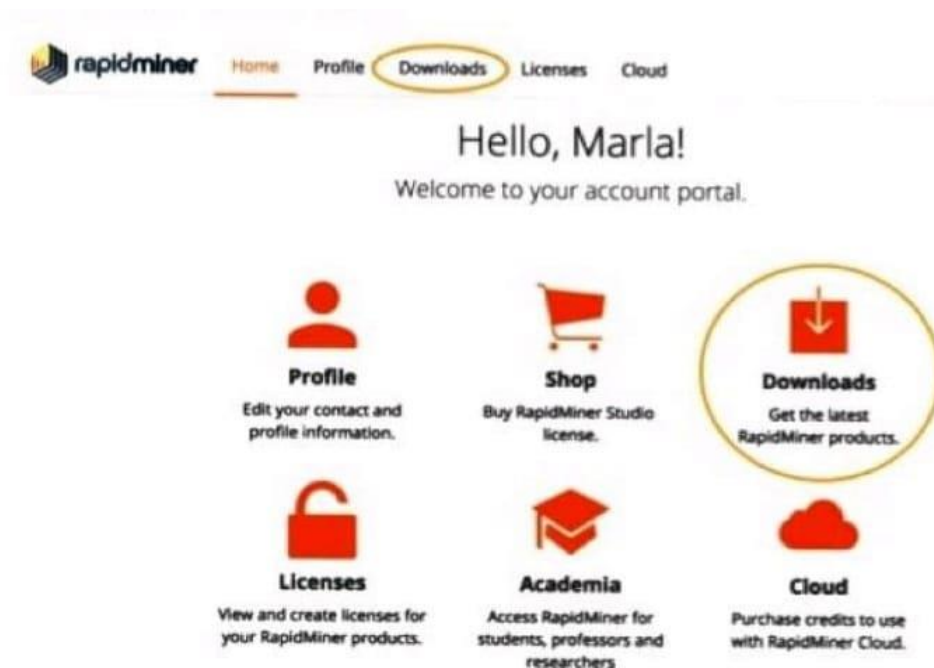 rapidminer Home Profile Downloads Licenses Cloud
Hello, Marla!
Welcome to your account portal.
Profile
Edit your contact and
profile information.
Shop
Buy RapidMiner Studio
license.
Downloads
Get the latest
RapidMiner products.
Licenses
View and create licenses for
your RapidMiner products.
Academia
Access RapidMiner for
students, professors and
researchers
Cloud
Purchase credits to use
with RapidMiner Cloud.